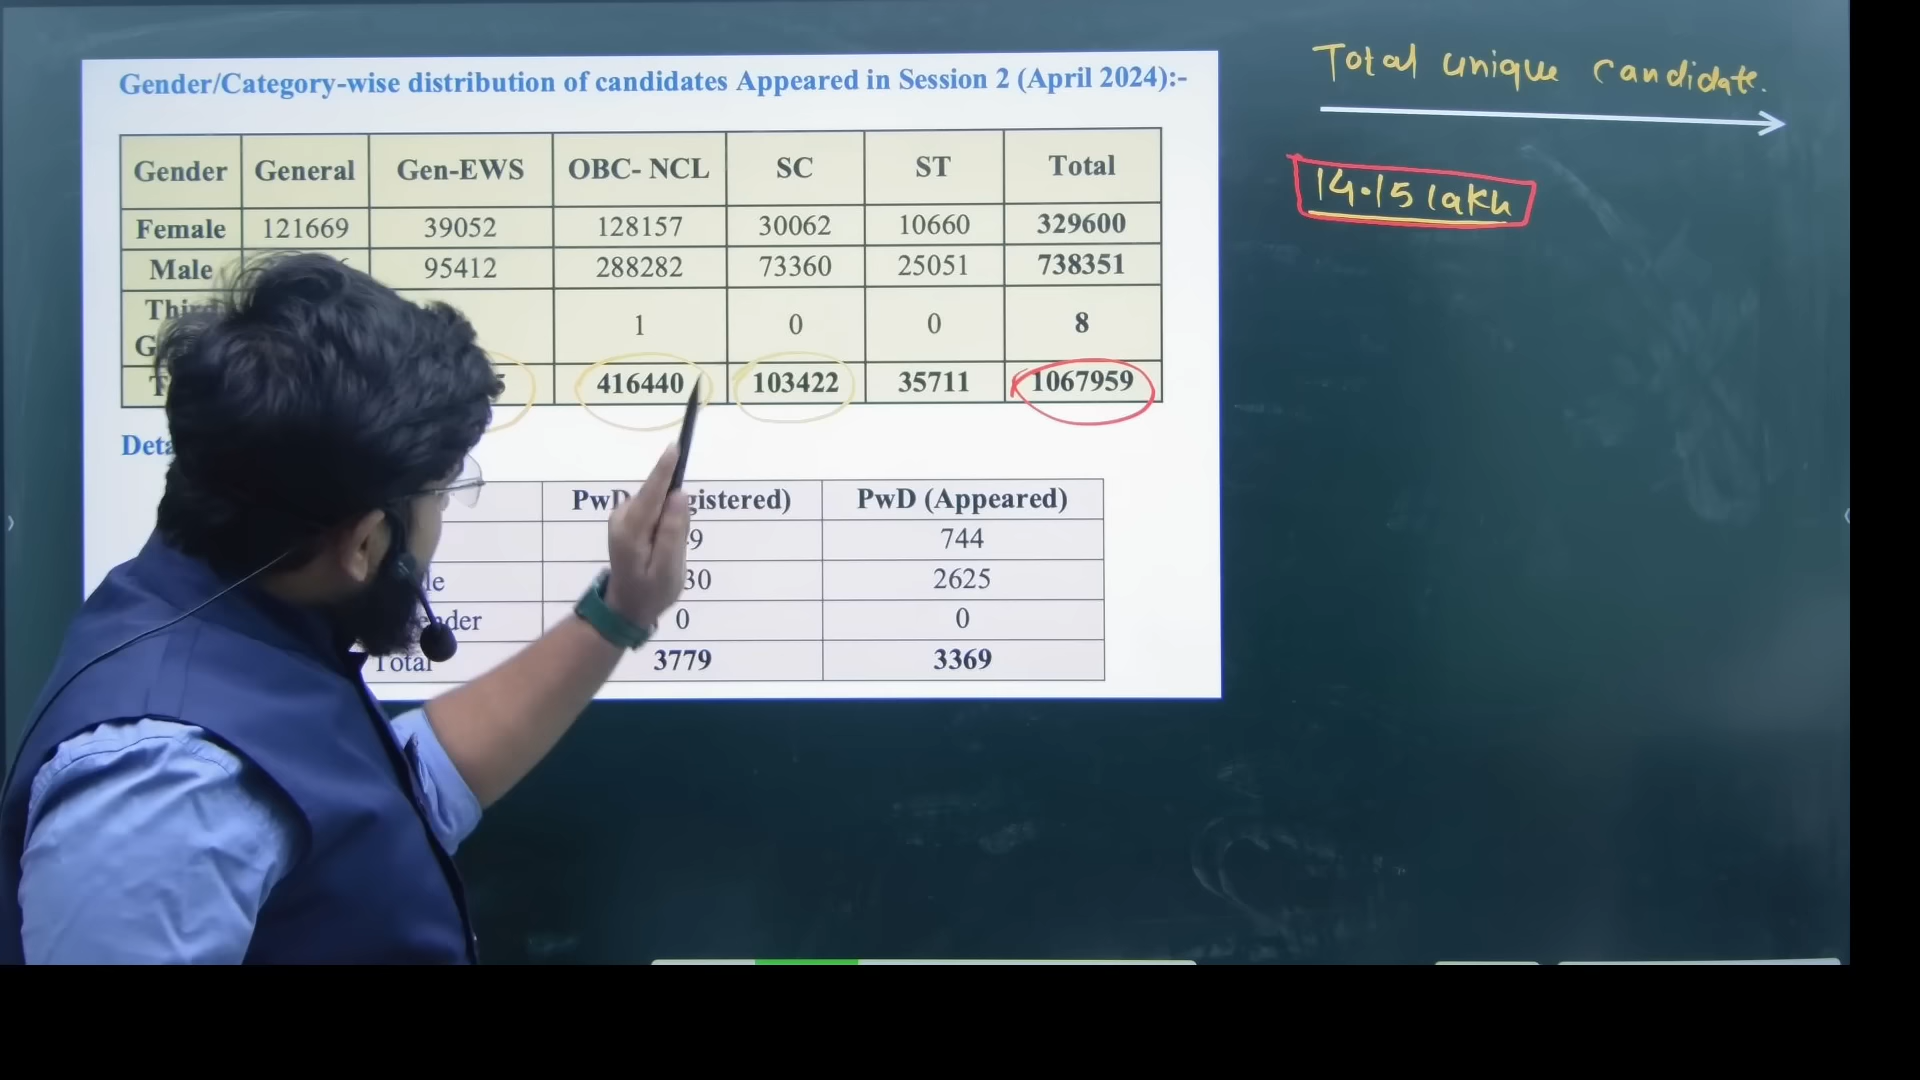 Gender/Category-wise distribution of candidates Appeared in Session 2 (April 2024):-
Total unique candidate.
14.15 lakh
Gender General Gen-EWS OBC- NCL SC ST Total
Female 121669 39052 128157 30062 10660 329600
Male 95412 288282 73360 25051 738351
1 0 0 8
416440 103422 35711 1067959
PwD (Appeared)
744
2625
0 0
Total 3779 3369